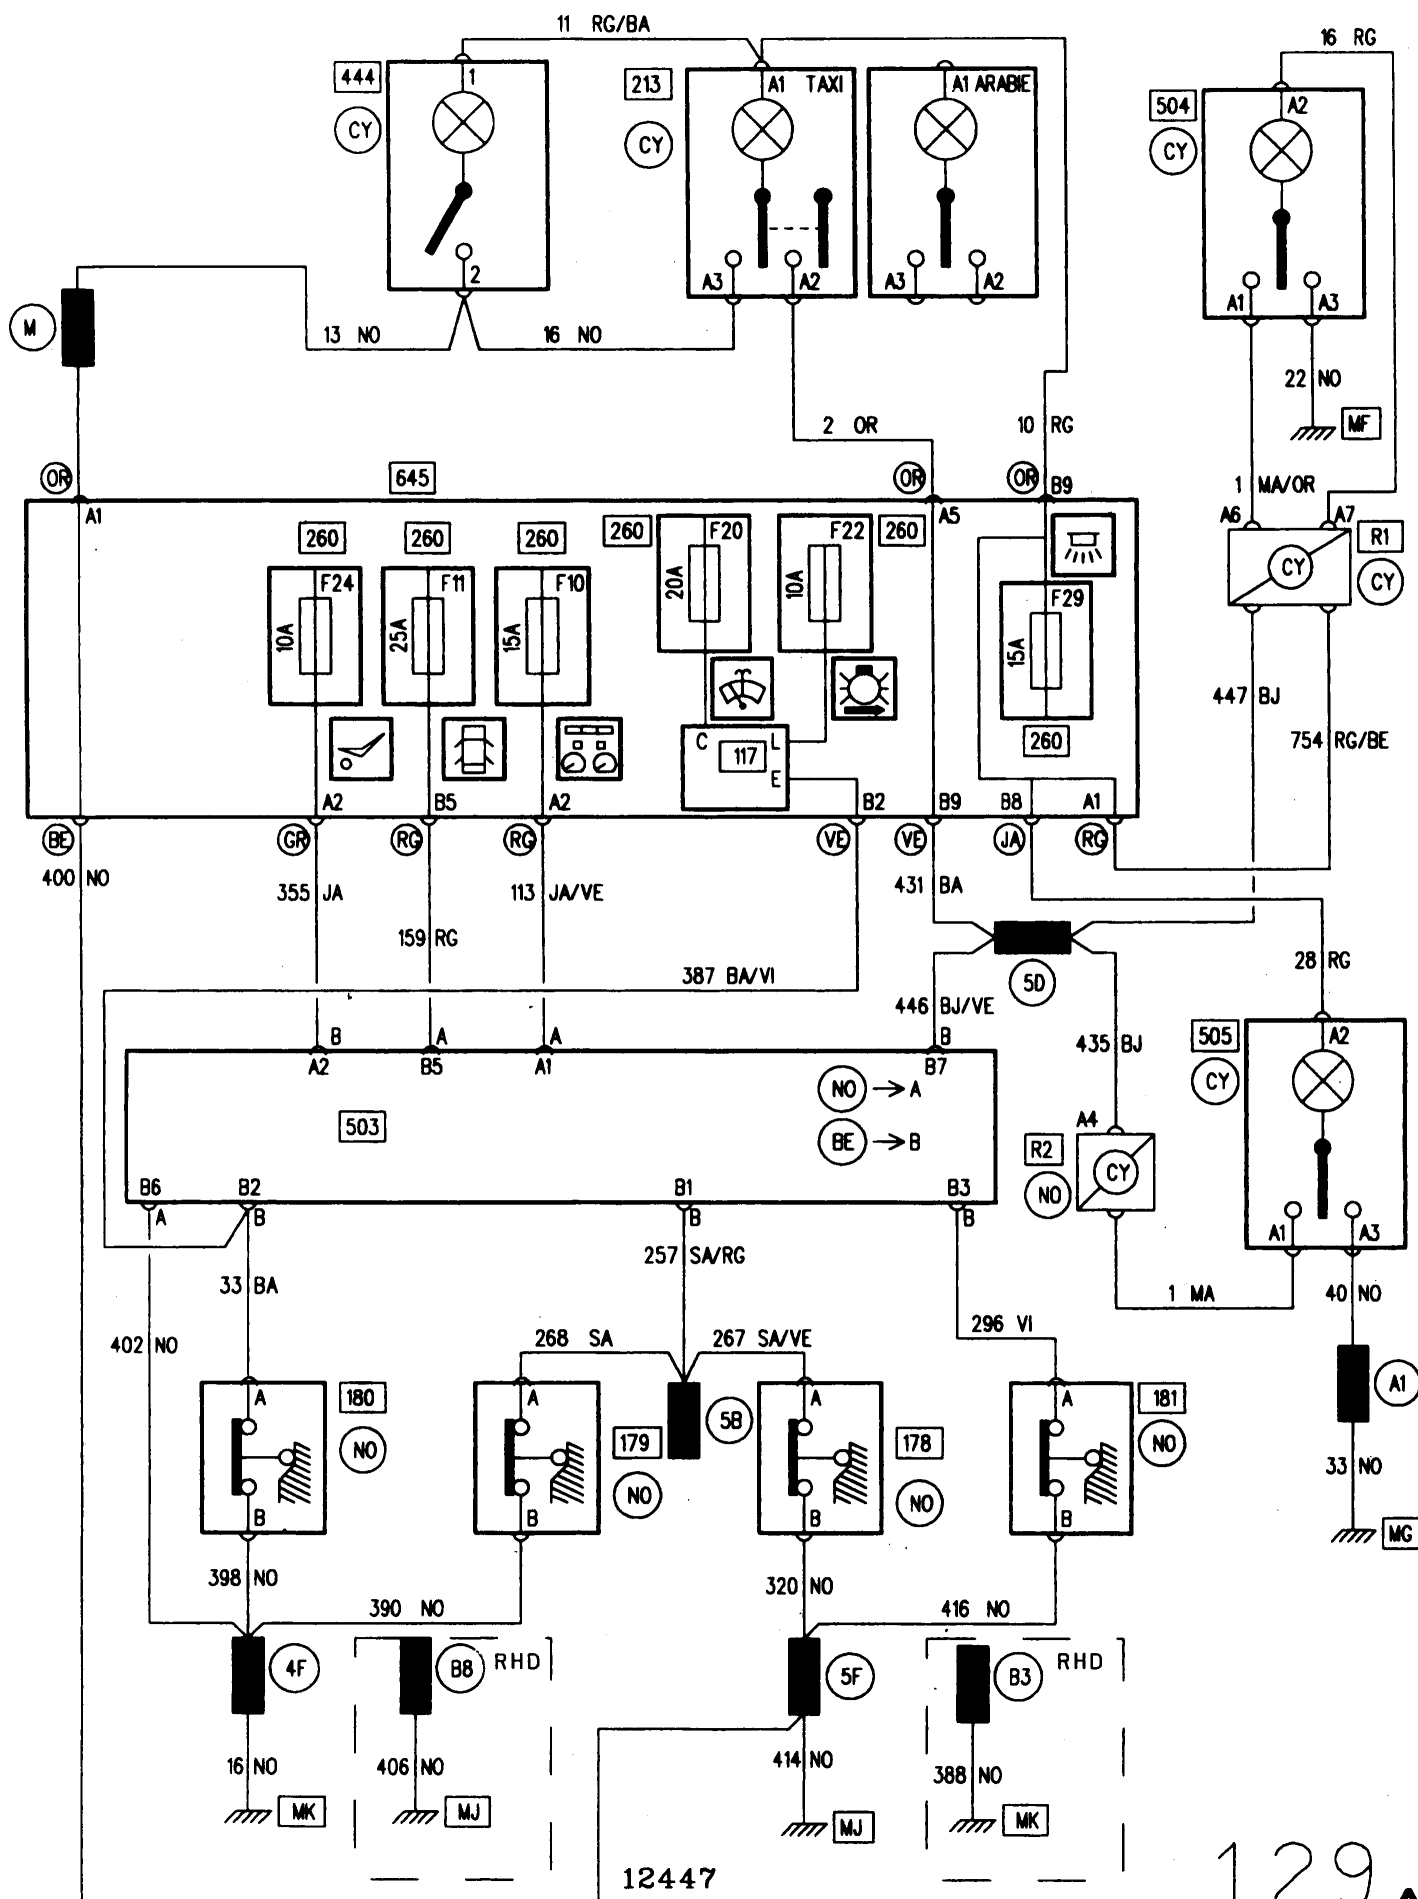 11 RG/BA
16 RG
444
1
213
A1 TAXI
A1 ARABIE
504
A2
CY
CY
CY
2
A3
A2
A3
A2
A1
A3
M
13 NO
16 NO
22 NO
MF
2 OR
10 RG
OR
645
OR
OR
B9
1 MA/OR
A1
A5
A6
A7
260
260
260
260
F20
F22
260
R1
CY
CY
F24
F11
F10
20A
10A
F29
10A
25A
15A
15A
447 BJ
C
117
L
E
260
754 RG/BE
A2
B5
A2
B2
B9
B8
A1
BE
GR
RG
RG
VE
VE
JA
RG
400 NO
355 JA
113 JA/VE
431 BA
159 RG
387 BA/VI
5D
28 RG
446 BJ/VE
B
A
A
B
435 BJ
505
A2
A2
B5
A1
B7
CY
NO → A
503
BE → B
A4
R2
CY
NO
B6
B2
B1
B3
A
B
B
B
A1
A3
257 SA/RG
33 BA
1 MA
40 NO
402 NO
268 SA
267 SA/VE
296 VI
A
180
A
A
A
181
A1
5B
NO
179
178
NO
NO
NO
33 NO
B
B
B
B
MG
398 NO
320 NO
390 NO
416 NO
4F
B8
RHD
5F
B3
RHD
16 NO
406 NO
414 NO
388 NO
MK
MJ
MJ
MK
12447
129